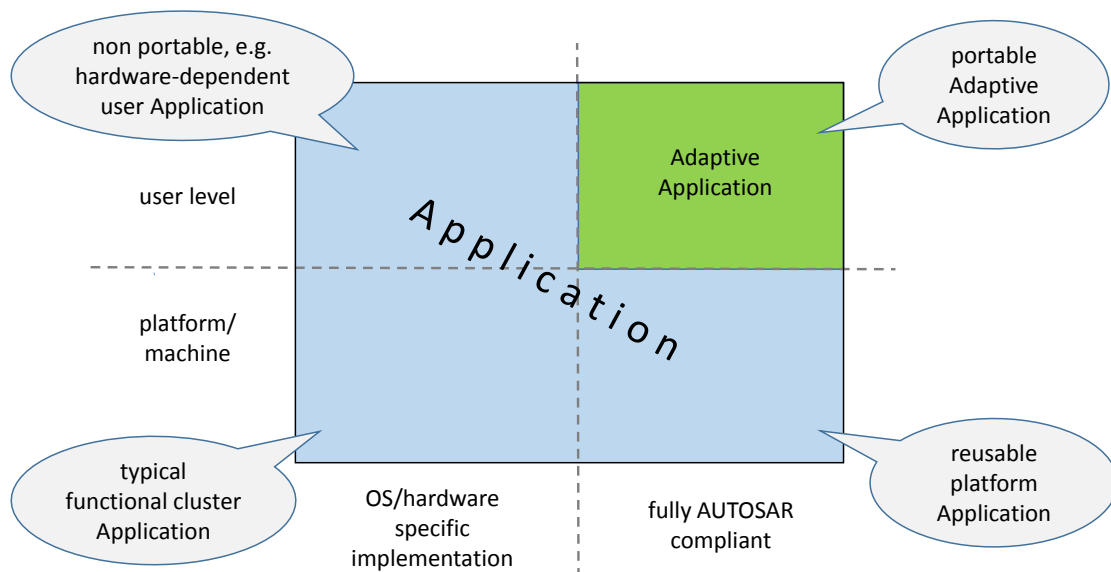 non portable, e.g.
hardware-dependent
user Application
portable
Adaptive
Application
Adaptive
Application
user level
Application
platform/
machine
typical
functional cluster
Application
OS/hardware
specific
implementation
fully AUTOSAR
compliant
reusable
platform
Application